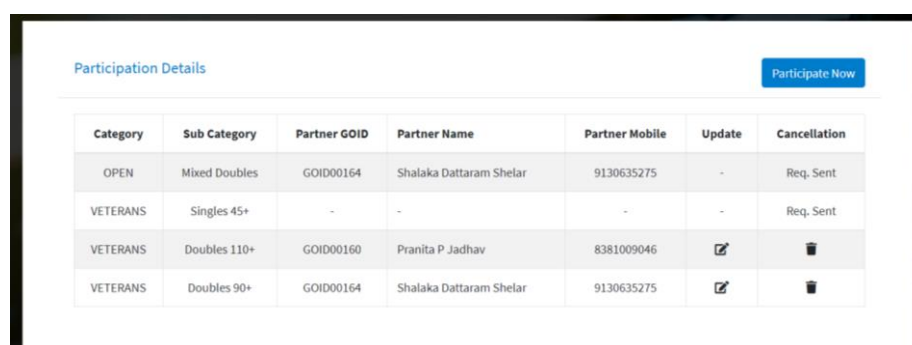 Participation Details
Participate Now
Category Sub Category Partner GOID Partner Name Partner Mobile Update Cancellation
OPEN Mixed Doubles GOID00164 Shalaka Dattaram Shelar 9130635275 - Req. Sent
VETERANS Singles 45+ - - - - Req. Sent
VETERANS Doubles 110+ GOID00160 Pranita P Jadhav 8381009046
VETERANS Doubles 90+ GOID00164 Shalaka Dattaram Shelar 9130635275